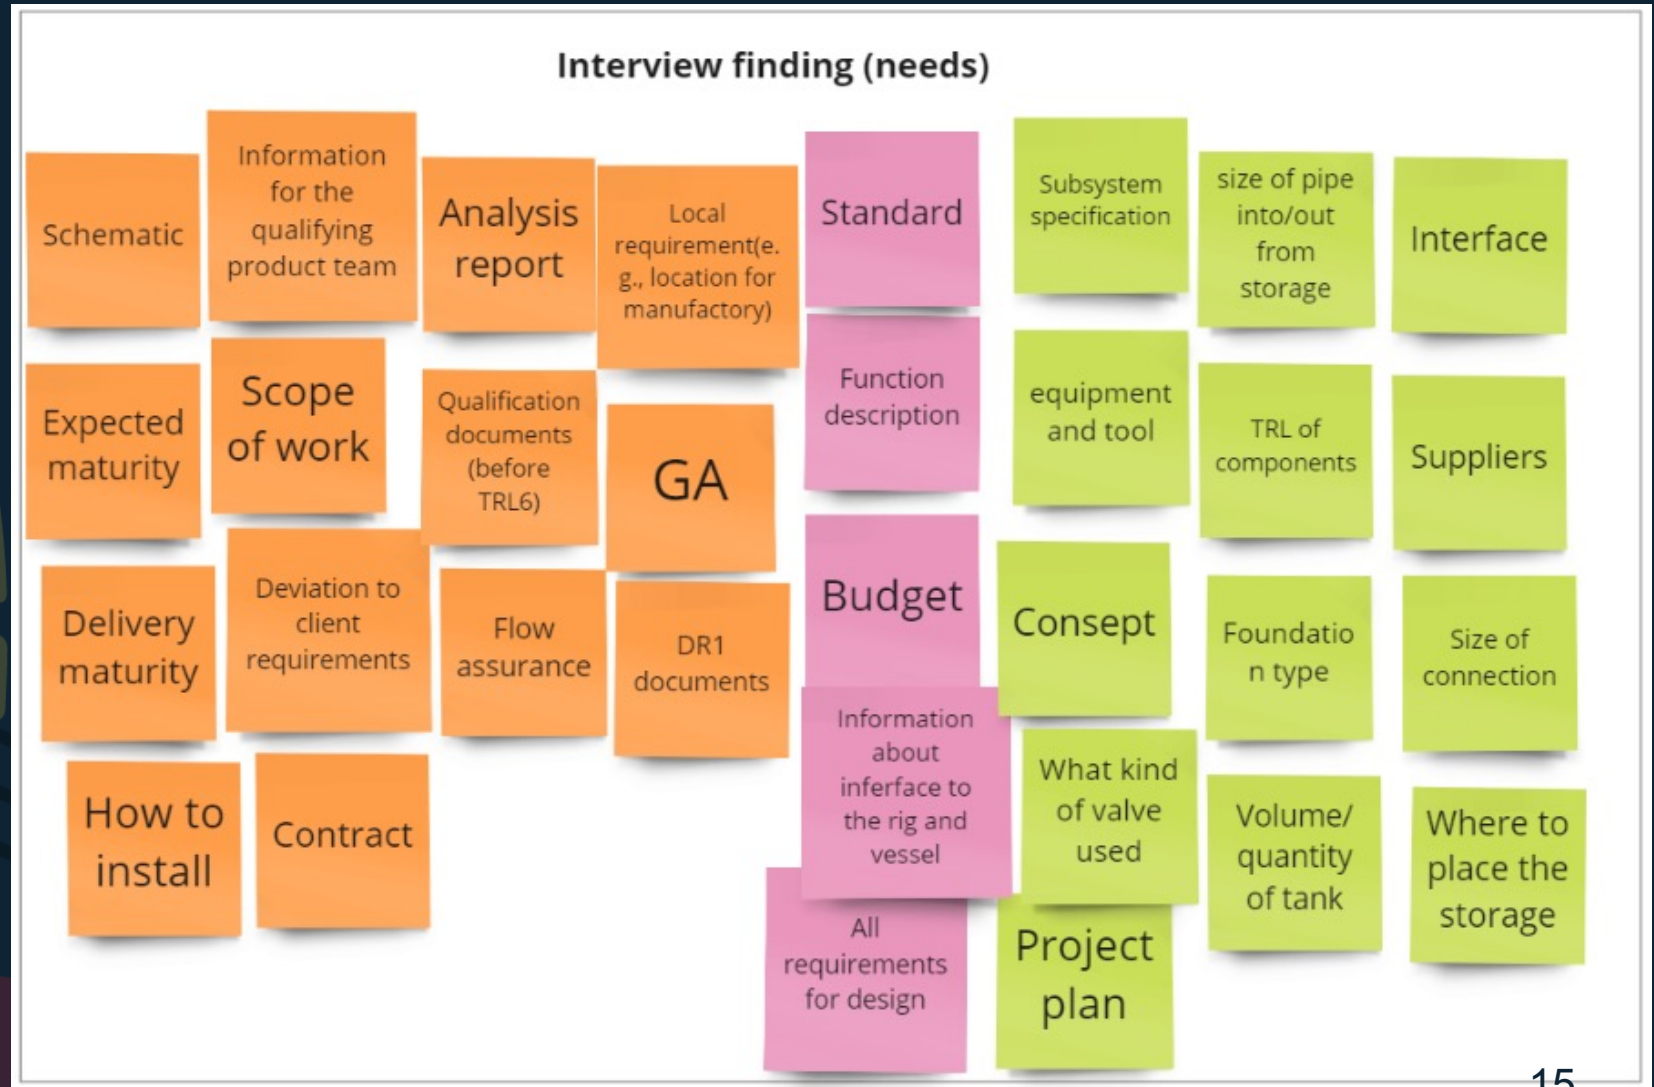 Interview finding (needs)
Schematic
Information
for the
qualifying
product team
Analysis
report
Local
requirement(e.
g., location for
manufactory)
Standard
Subsystem
specification
size of pipe
into/out
from
storage
Interface
Expected
maturity
Scope
of work
Qualification
documents
(before
TRL6)
GA
Function
description
equipment
and tool
TRL of
components
Suppliers
Delivery
maturity
Deviation to
client
requirements
Flow
assurance
DR1
documents
Budget
Consept
Foundatio
n type
Size of
connection
How to
install
Contract
Information
about
inferface to
the rig and
vessel
What kind
of valve
used
Volume/
quantity
of tank
Where to
place the
storage
All
requirements
for design
Project
plan
15